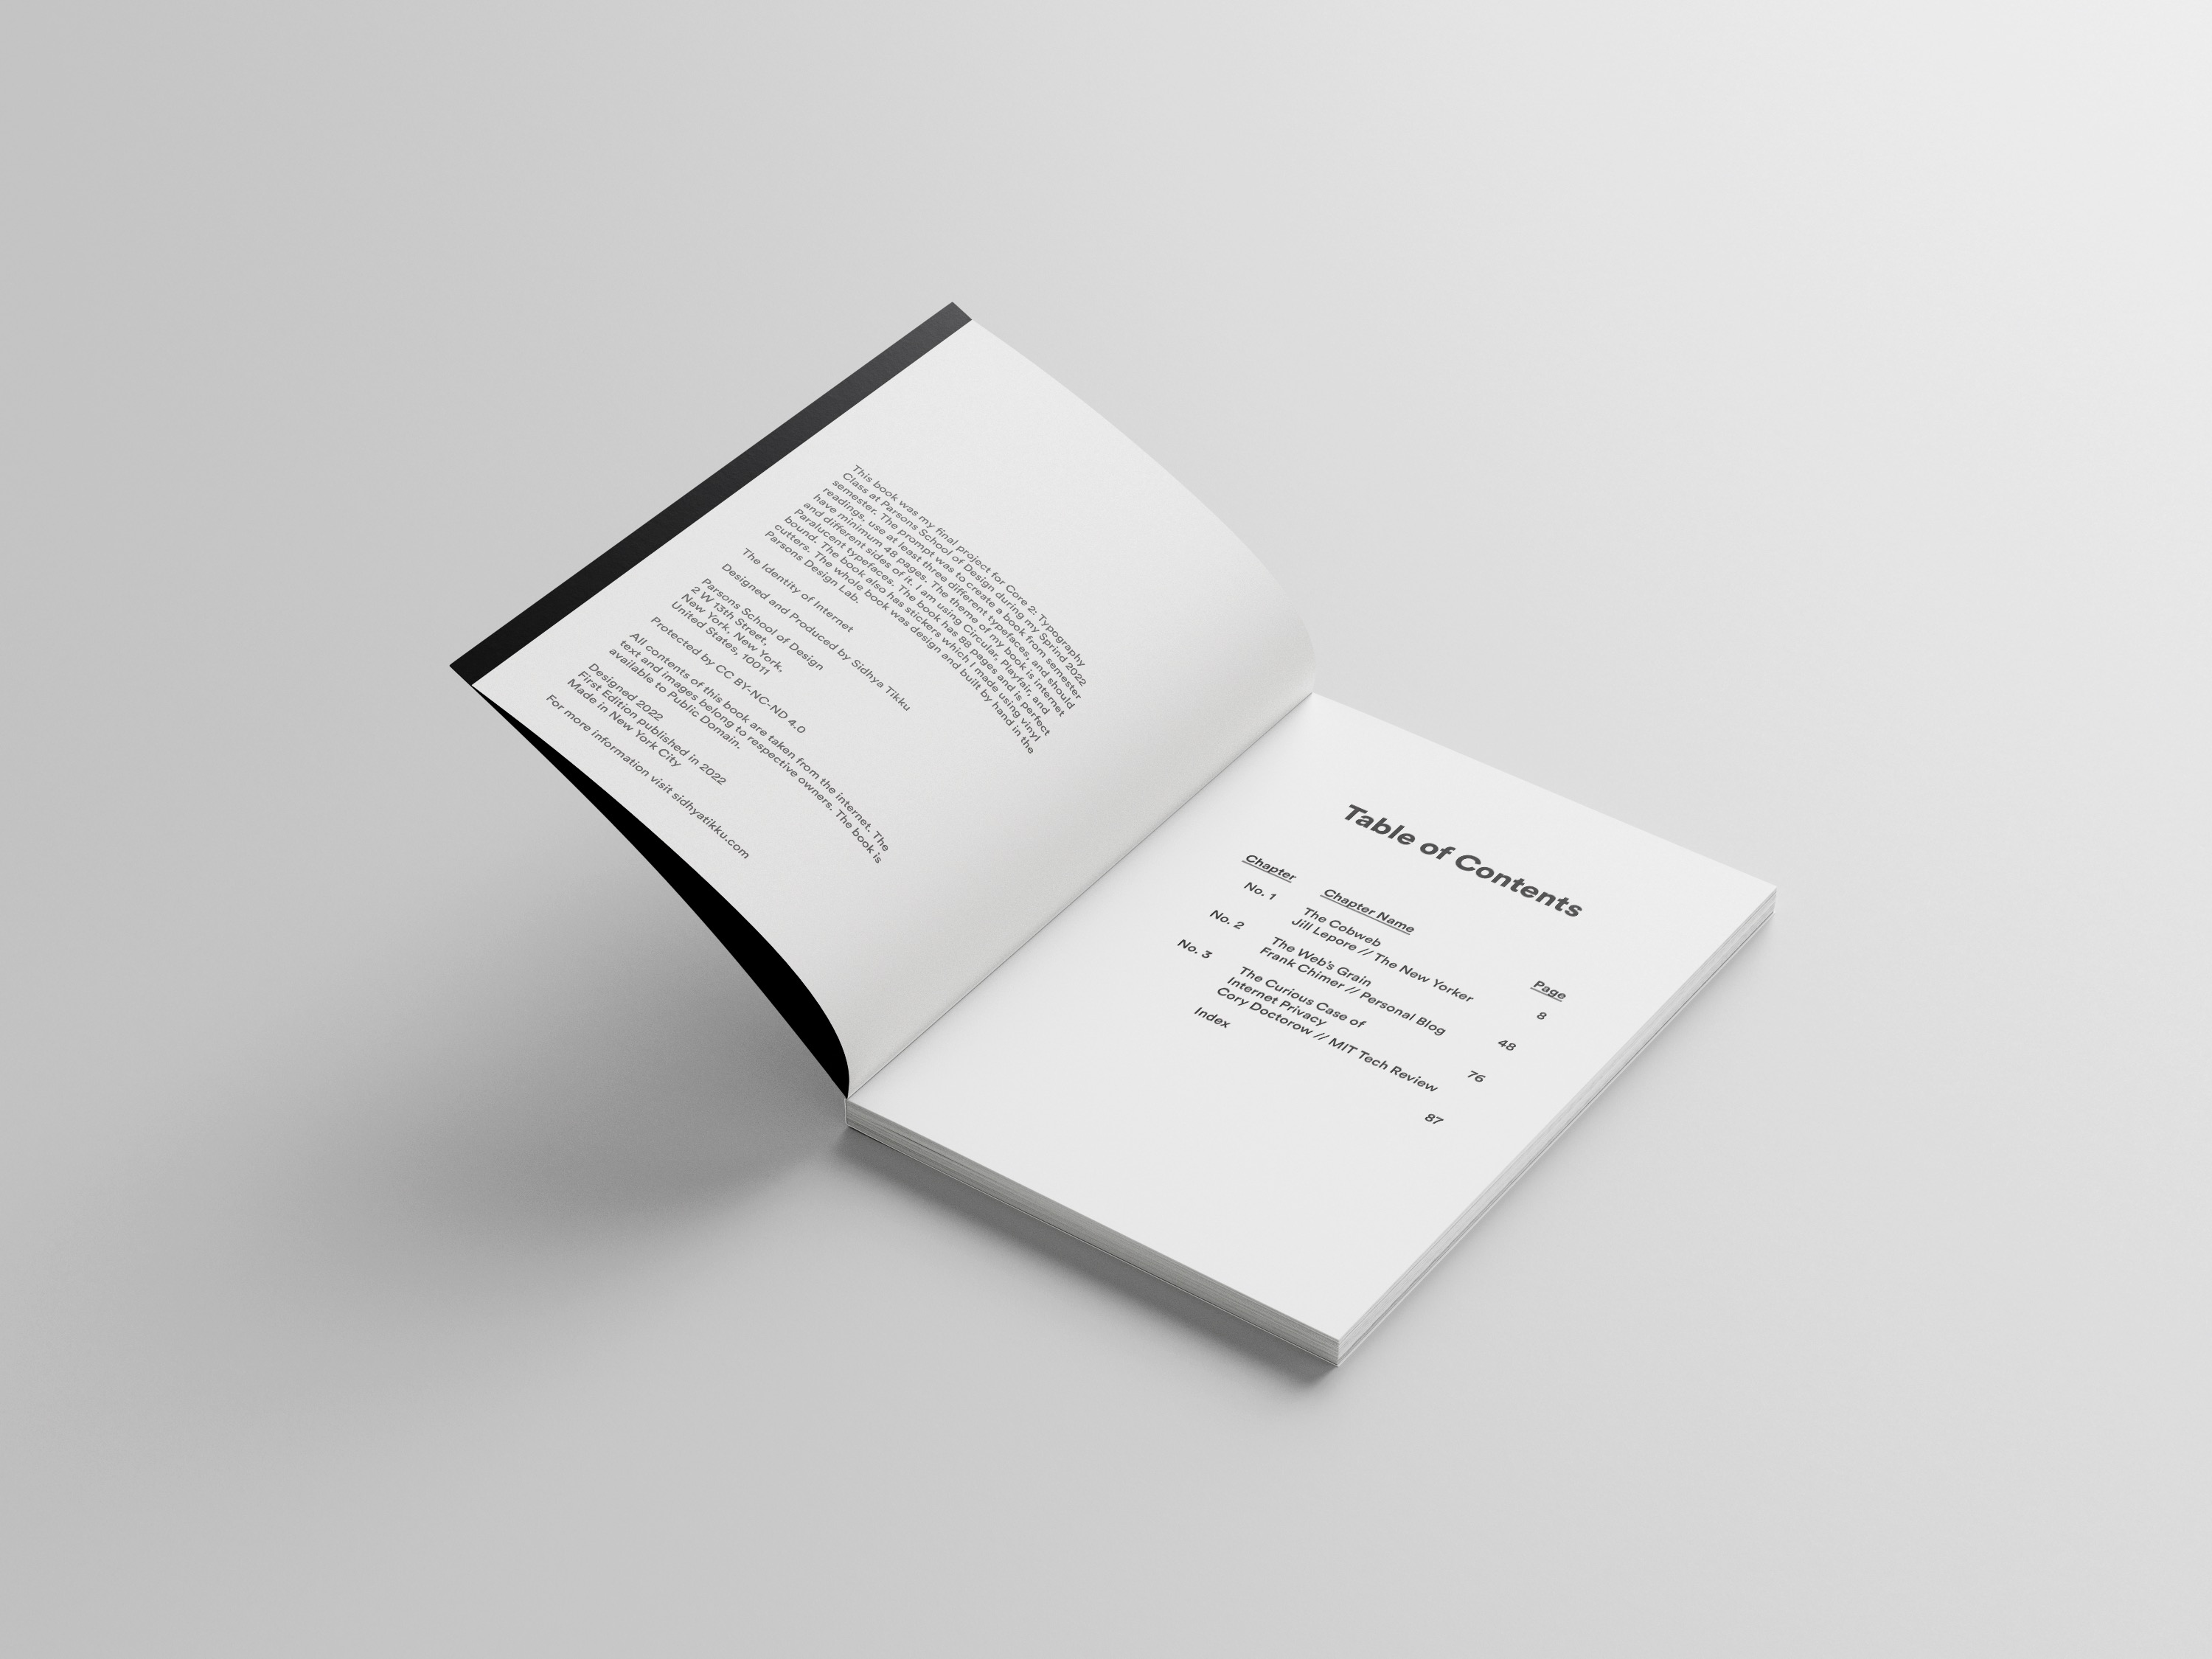 This book was my final project for Core 2: Typography
Class at Parsons School of Design during my Sprind 2022
semester. The prompt was to create a book from semester
readings, use at least three different typefaces, and should
have minimum 48 pages. The theme of my book is internet
and different sides of it. I am using Circular, Playfair, and
Paralucent typefaces. The book has 88 pages and is perfect
bound. The book also has stickers which I made using vinyl
cutters. The whole book was design and built by hand in the
Parsons Design Lab.
The Identity of Internet
Designed and Produced by Sidhya Tikku
Parsons School of Design
2 W 13th Street,
New York, New York,
United States, 10011
Protected by CC BY-NC-ND 4.0
All contents of this book are taken from the internet. The
text and images belong to respective owners. The book is
available to Public Domain.
Designed 2022
First Edition published in 2022
Made in New York City
For more information visit sidhyatikku.com
Table of Contents
Chapter Chapter Name Page
No. 1 The Cobweb 8
Jill Lepore // The New Yorker
No. 2 The Web's Grain 48
Frank Chimer // Personal Blog
No. 3 The Curious Case of 76
Internet Privacy
Cory Doctorow // MIT Tech Review
Index 87